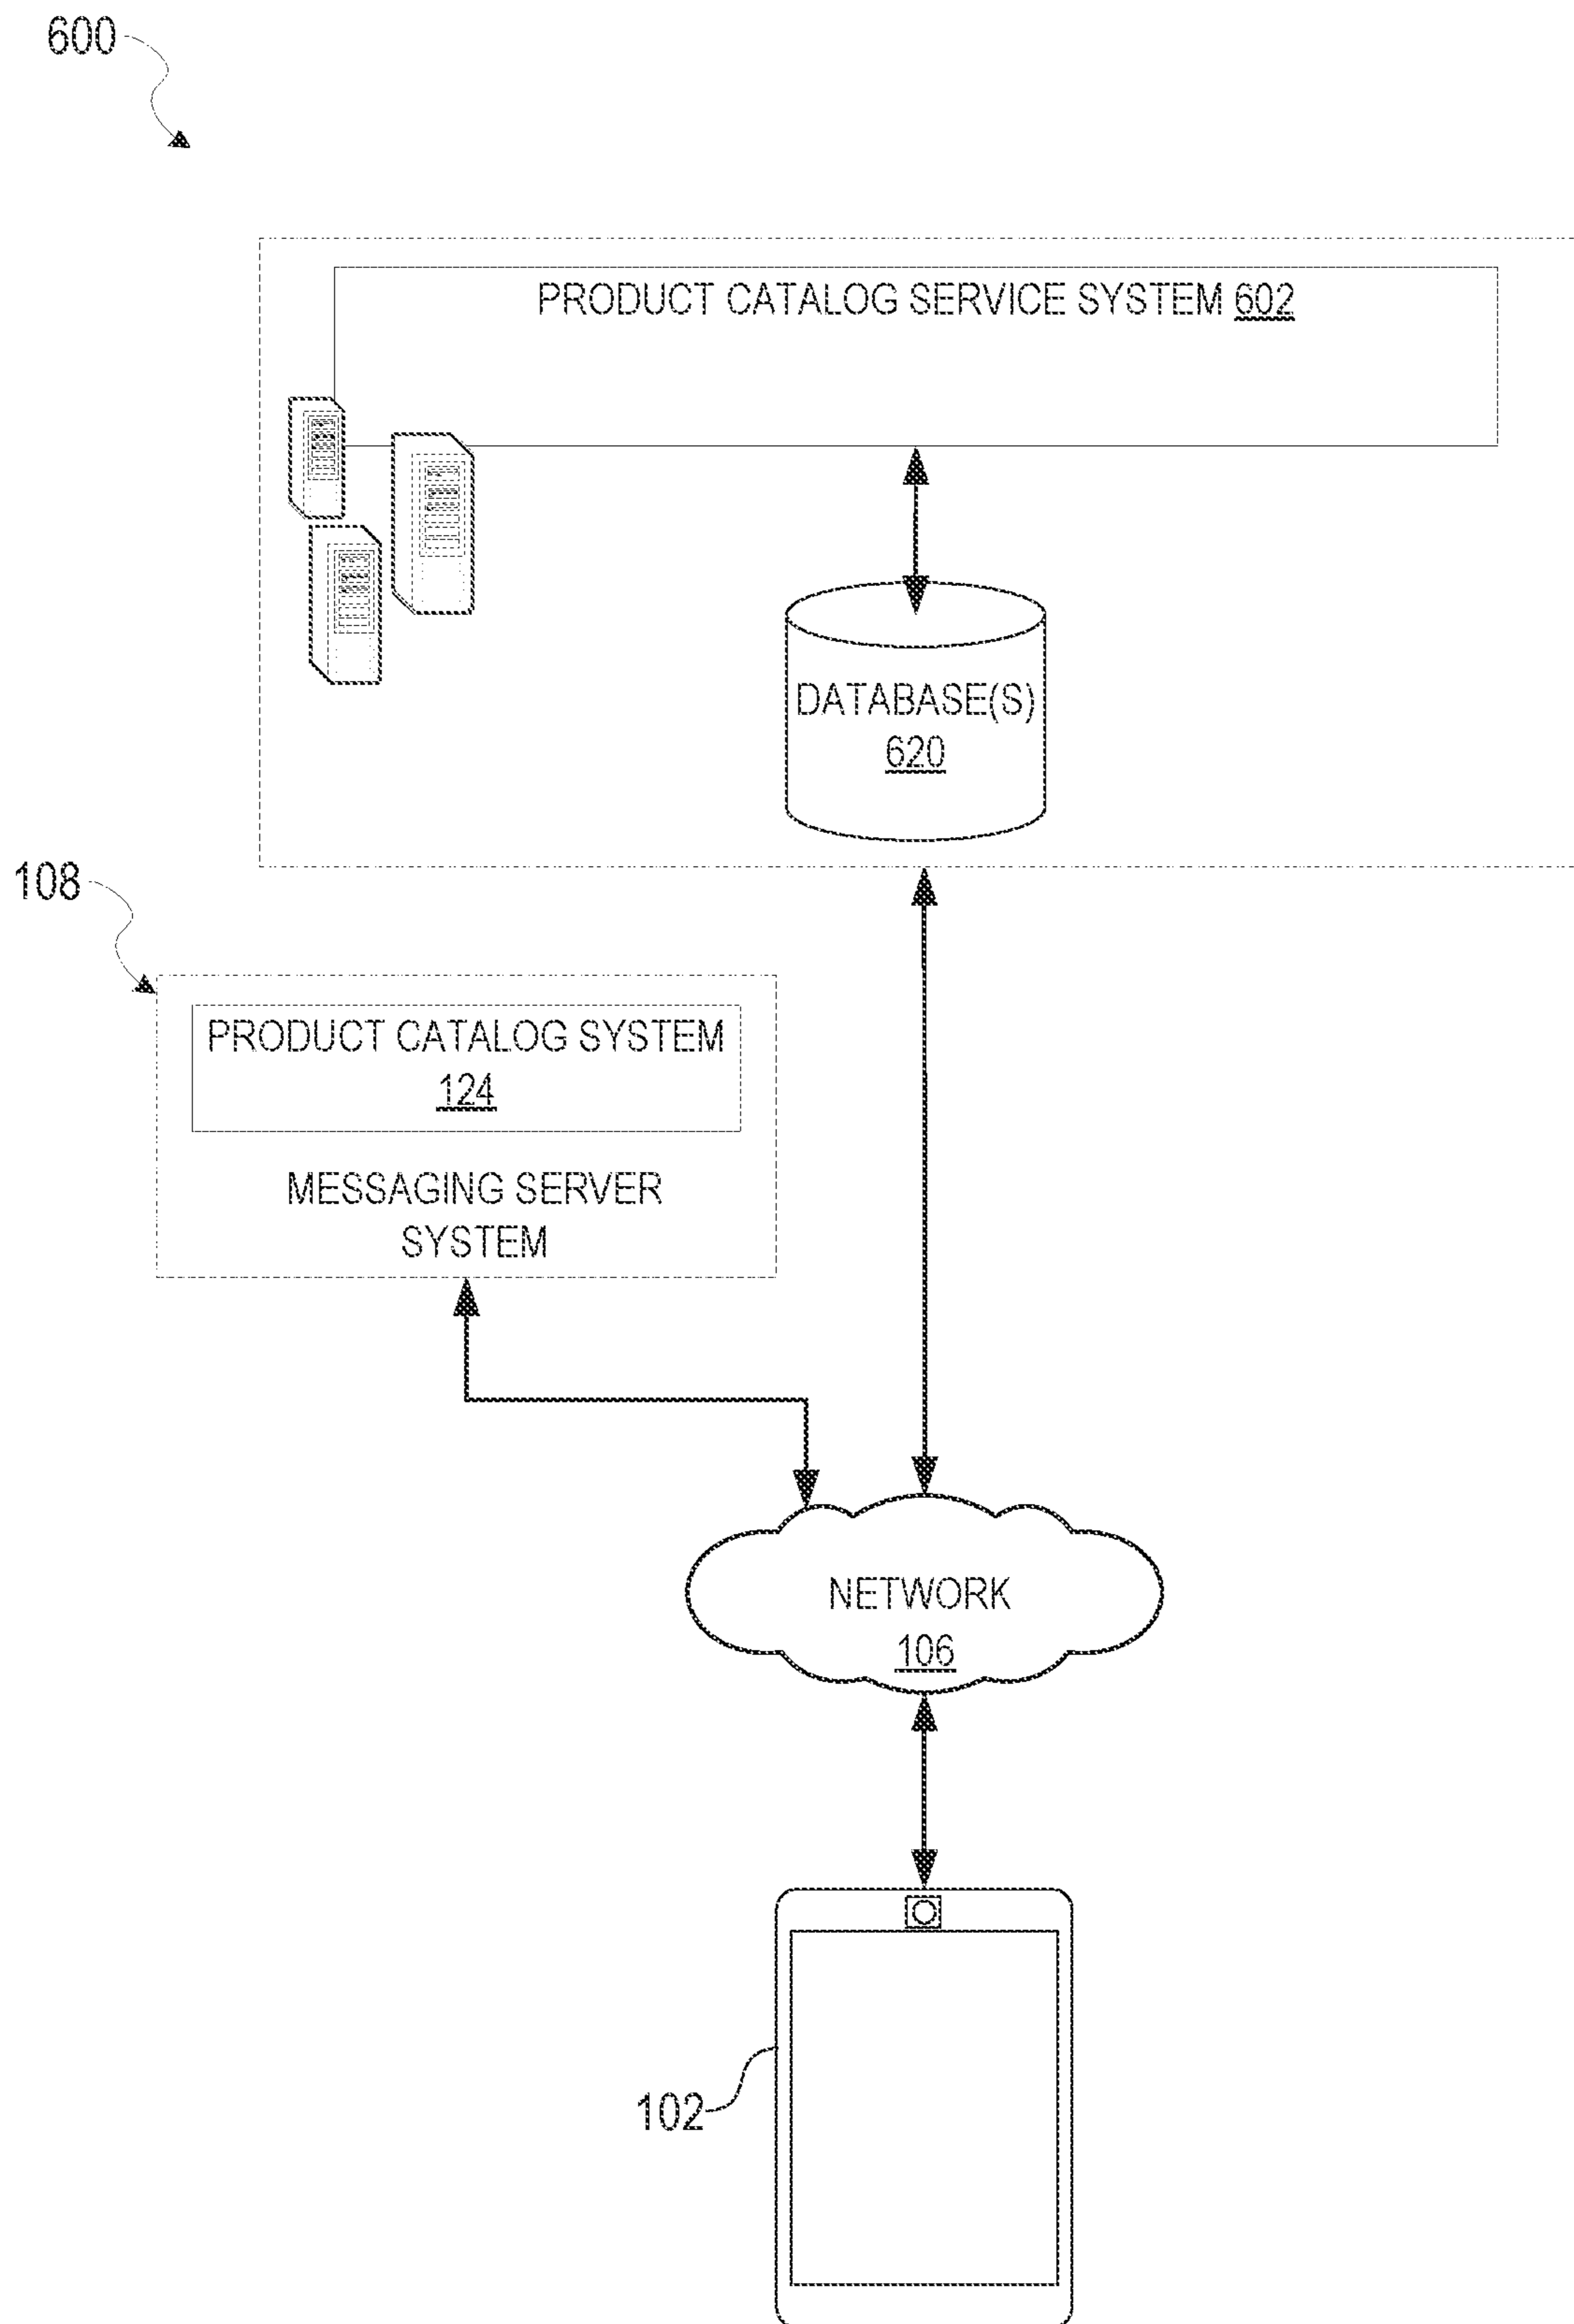 600
PRODUCT CATALOG SERVICE SYSTEM 602
DATABASE(S)
620
108
PRODUCT CATALOG SYSTEM
124
MESSAGING SERVER
SYSTEM
NETWORK
106
102